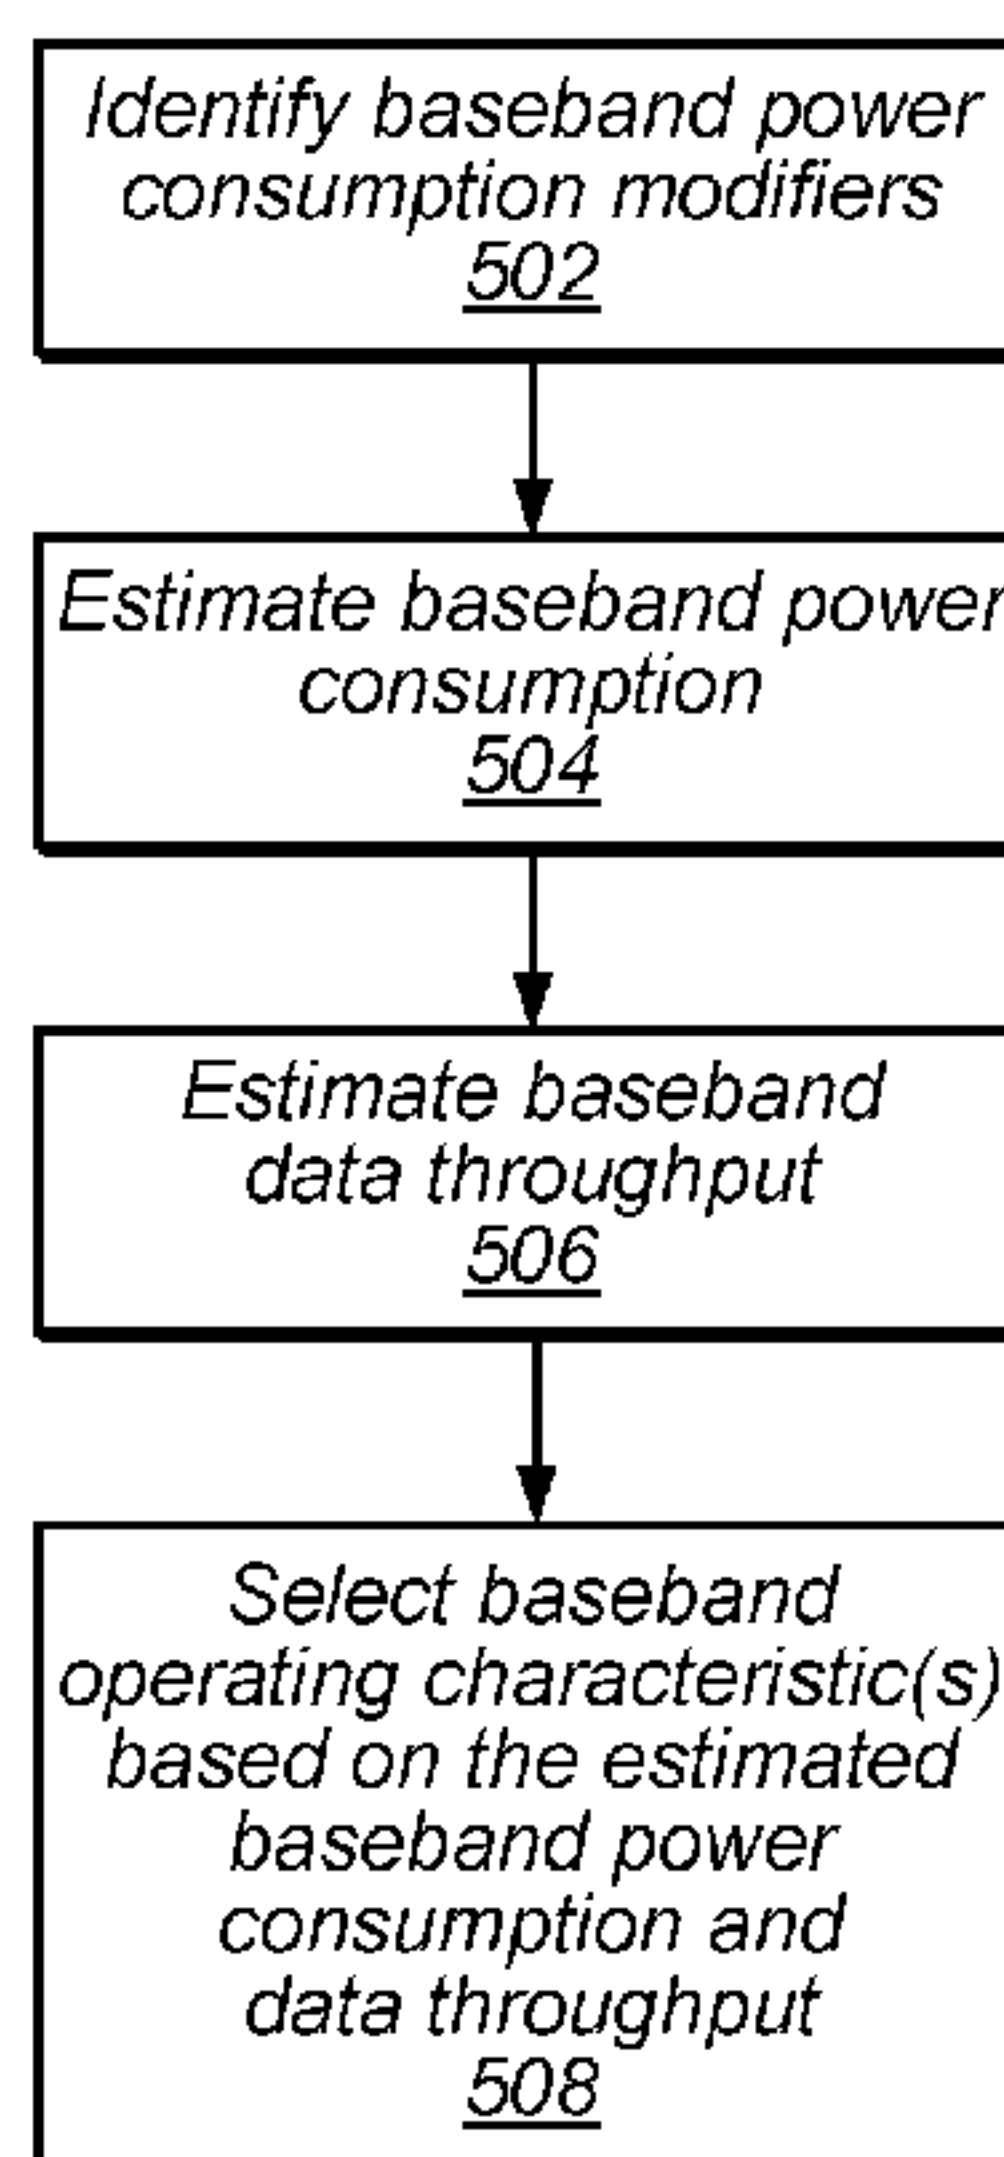 Identify baseband power
consumption modifiers
502
Estimate baseband power
consumption
504
Estimate baseband
data throughput
506
Select baseband
operating characteristic(s)
based on the estimated
baseband power
consumption and
data throughput
508